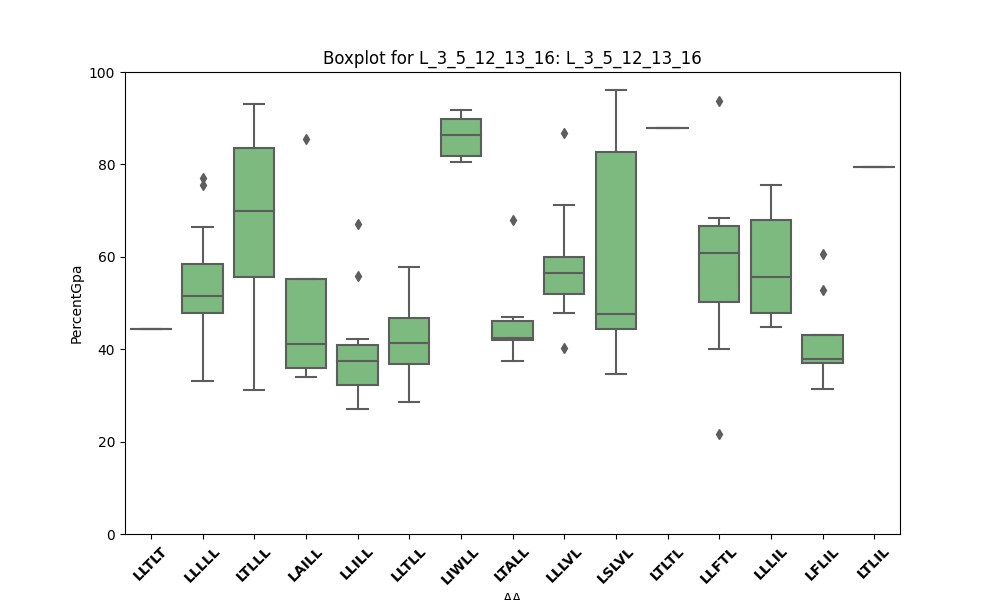 Boxplot for L_3_5_12_13_16: L_3_5_12_13_16
100
80
60
40
20
0
PercentGpa
LLTLT
LLLLL
LTLLL
LAILL
LLILL
LLTLL
LIWLL
LTALL
LLLVL
LSLVL
LTLTL
LLFTL
LLLIL
LFLIL
LTLIL
AA